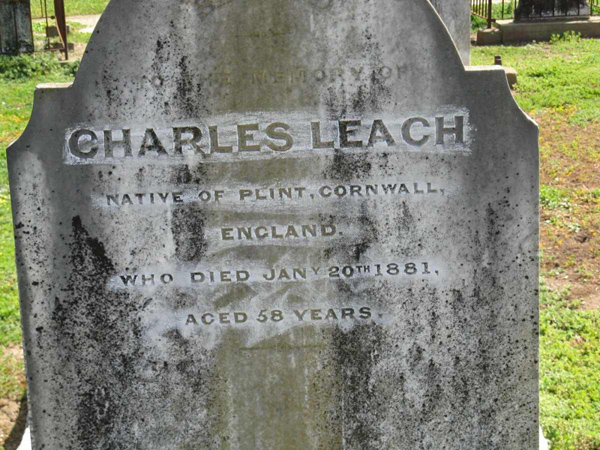 MEMORY OF
CHARLES LEACH
NATIVE OF PLINT, CORNWALL,
ENGLAND.
WHO DIED JANY 20TH 1881,
AGED 58 YEARS.